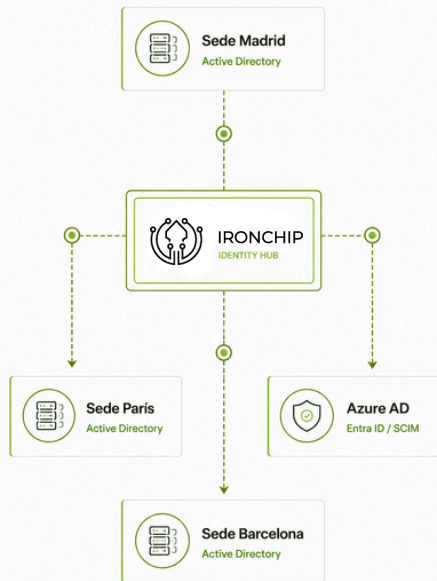 Sede Madrid
Active Directory
IRONCHIP
IDENTITY HUB
Sede París
Active Directory
Azure AD
Entra ID / SCIM
Sede Barcelona
Active Directory